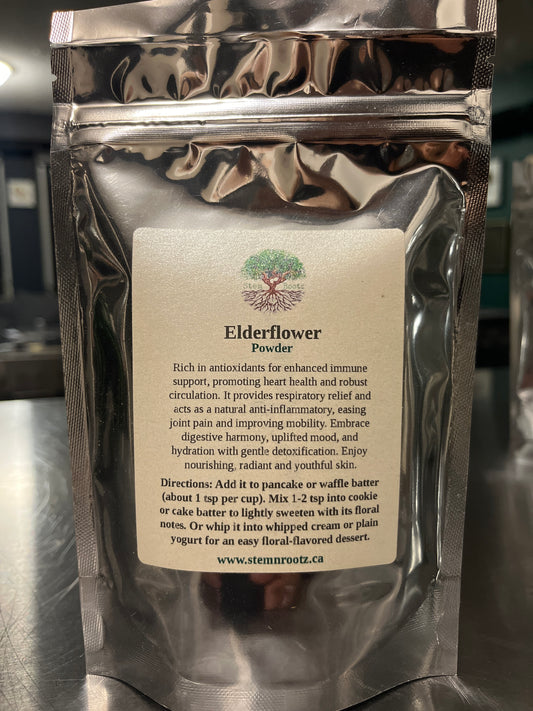 Stem Rootz
Elderflower
Powder
Rich in antioxidants for enhanced immune
support, promoting heart health and robust
circulation. It provides respiratory relief and
acts as a natural anti-inflammatory, easing
joint pain and improving mobility. Embrace
digestive harmony, uplifted mood, and
hydration with gentle detoxification. Enjoy
nourishing, radiant and youthful skin.
Directions: Add it to pancake or waffle batter
(about 1 tsp per cup). Mix 1-2 tsp into cookie
or cake batter to lightly sweeten with its floral
notes. Or whip it into whipped cream or plain
yogurt for an easy floral-flavored dessert.
www.stemnrootz.ca